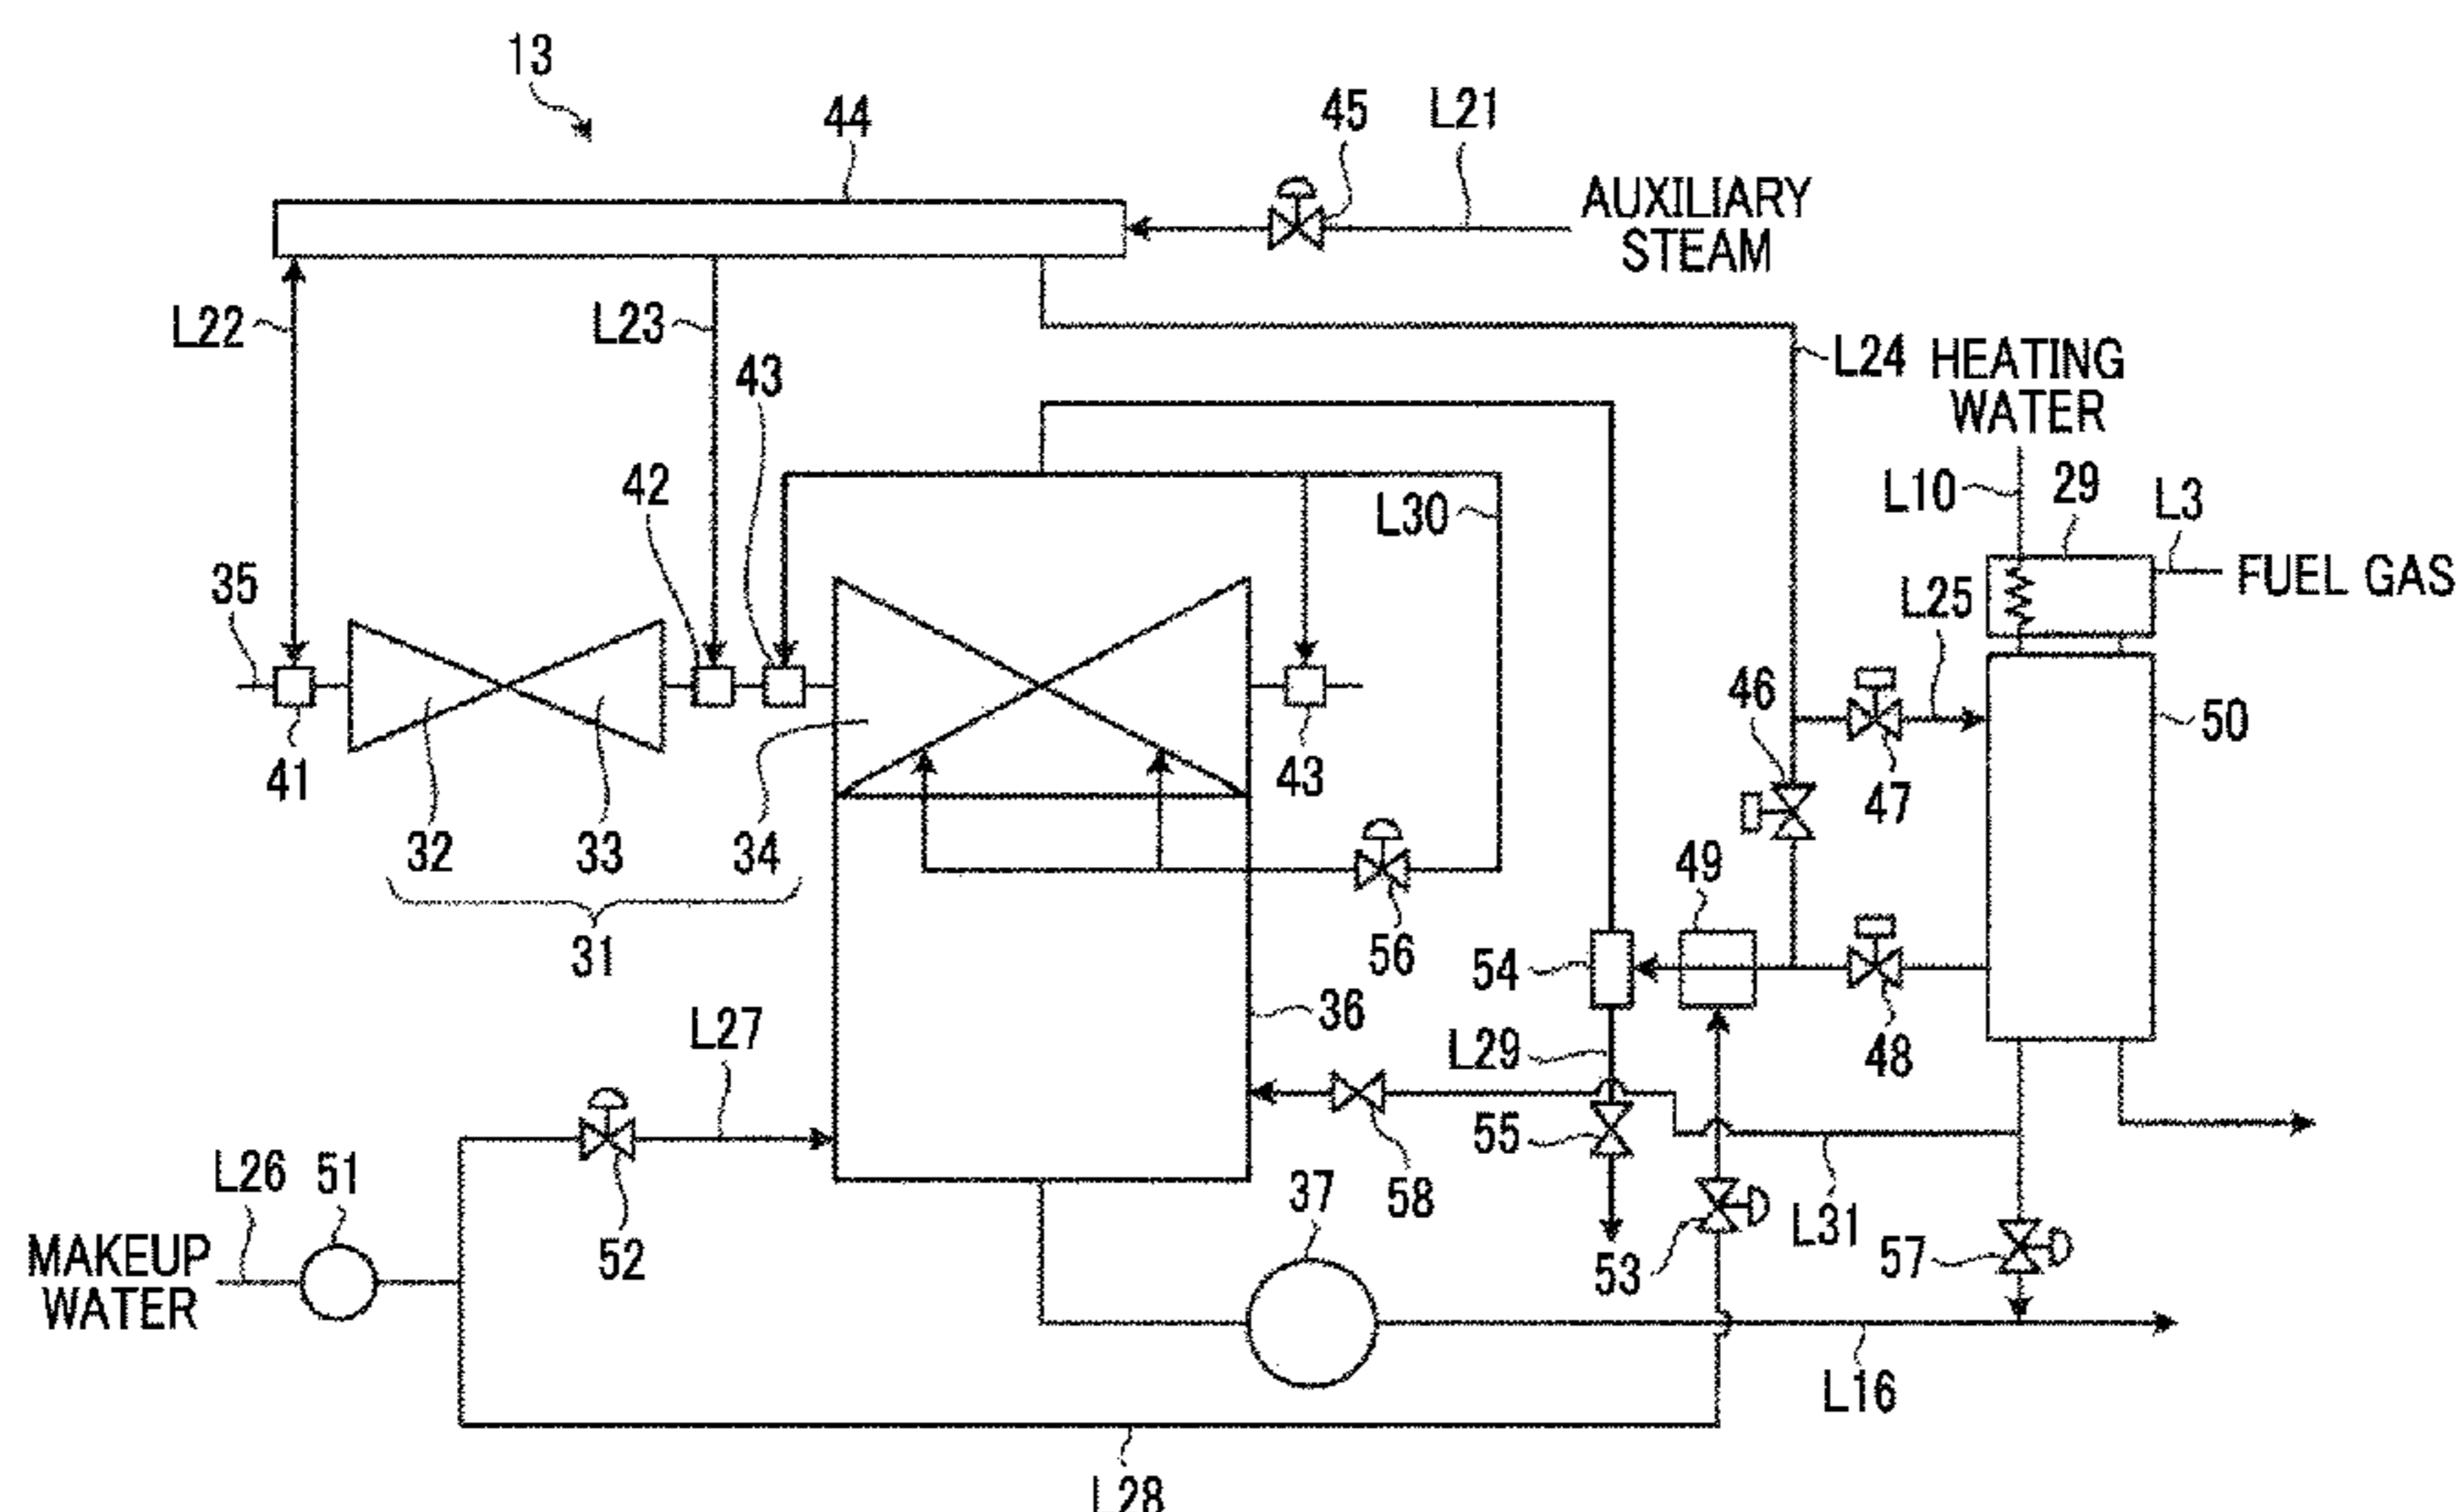 13
44
45
L21
AUXILIARY
STEAM
L22
L23
43
L24
HEATING
WATER
42
L30
L10
29
L3
FUEL GAS
35
L25
46
50
41
43
47
32
33
34
49
31
56
54
36
L27
L29
48
L26
51
55
58
37
L31
52
53
57
MAKEUP
WATER
L16
L28